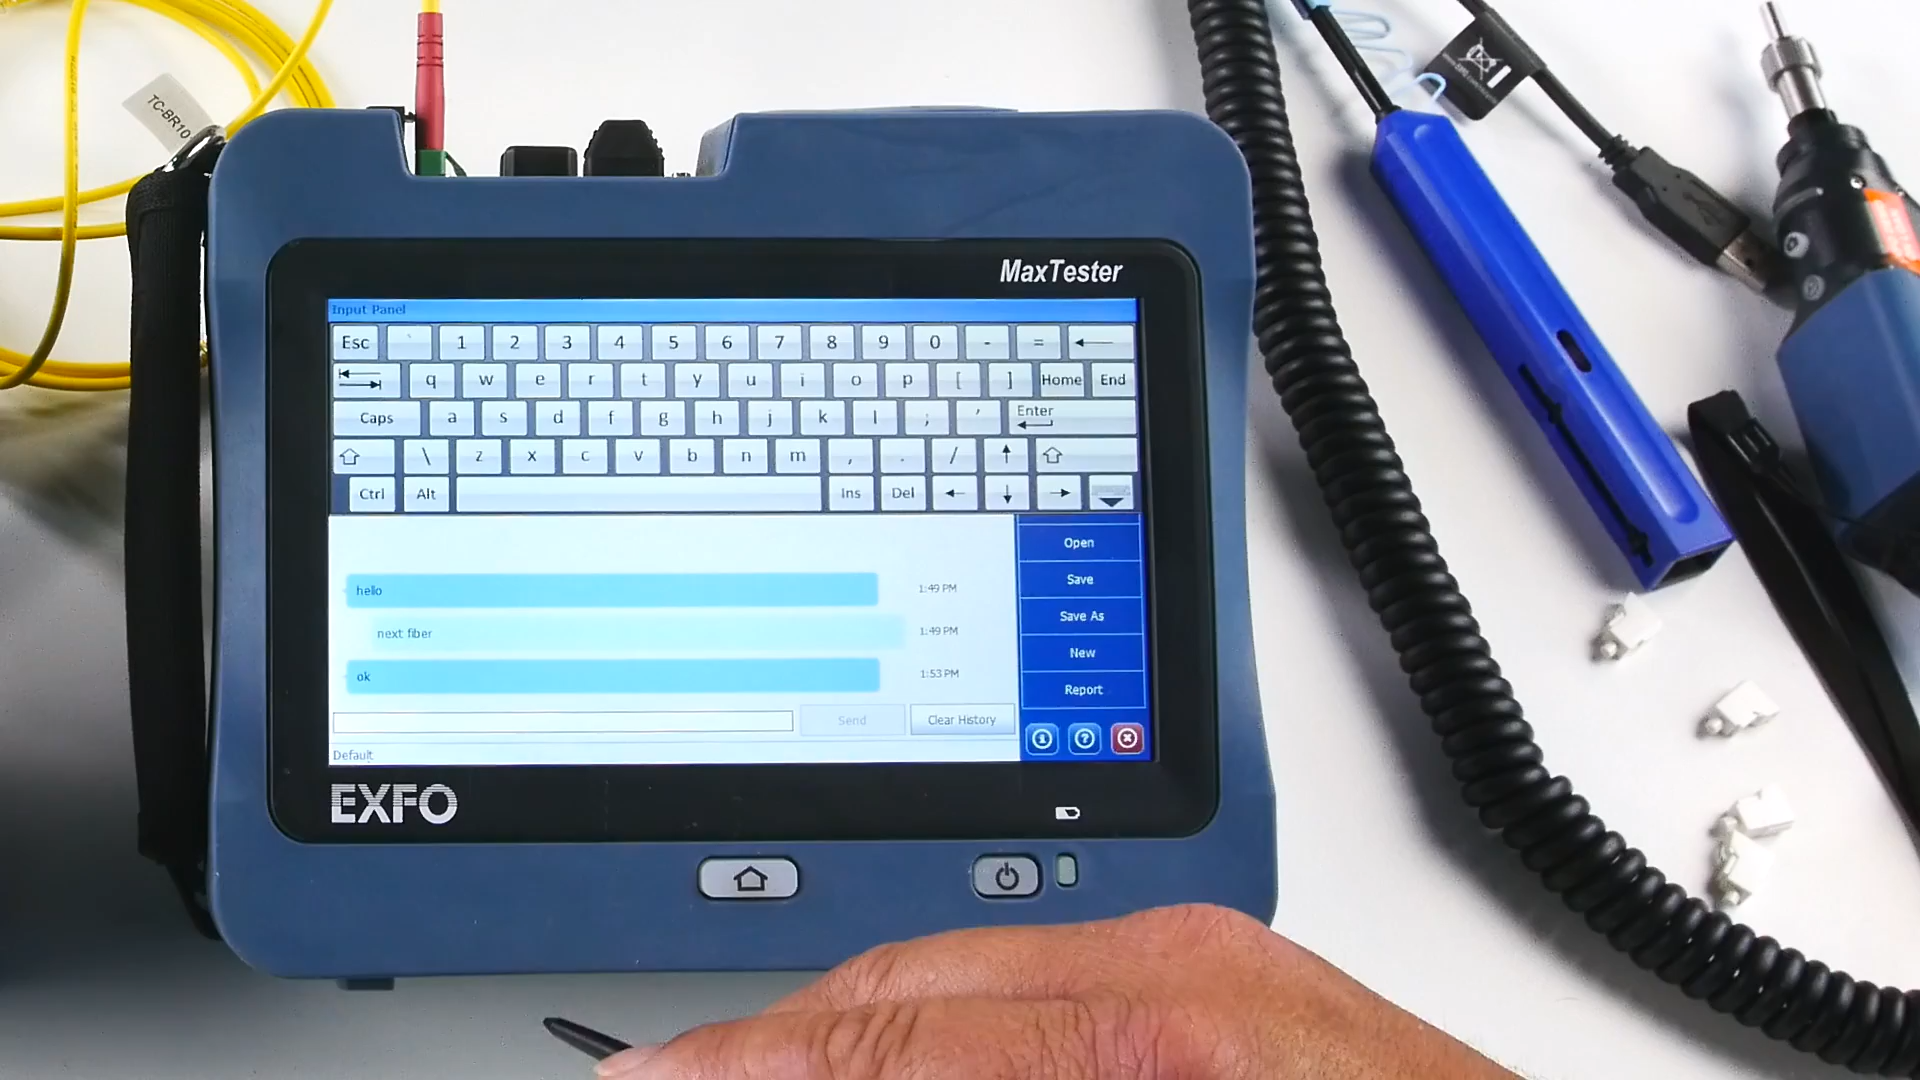 TC-BR10
MaxTester
Input Panel
Esc ` 1 2 3 4 5 6 7 8 9 0 - =
q w e r t y u i o p [ ] Home End
Caps a s d f g h j k l ; ' Enter
\ z x c v b n m , . /
Ctrl Alt Ins Del
hello 1:49 PM
next fiber 1:49 PM
ok 1:53 PM
Send Clear History
Default
Open
Save
Save As
New
Report
EXFO